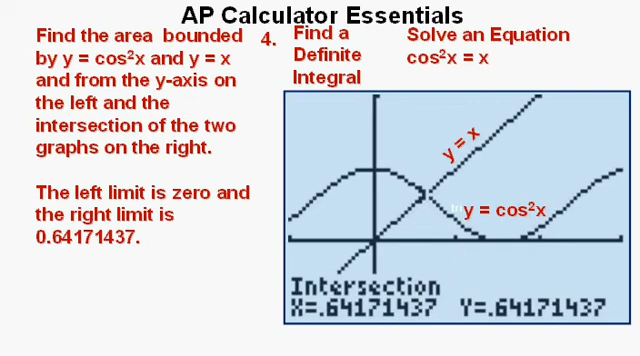 AP Calculator Essentials
Find the area bounded
by y = cos²x and y = x
and from the y-axis on
the left and the
intersection of the two
graphs on the right.
The left limit is zero and
the right limit is
0.64171437.
4. Find a
Definite
Integral
Solve an Equation
cos²x = x
y = x
y = cos²x
Intersection
X=.64171437 Y=.64171437